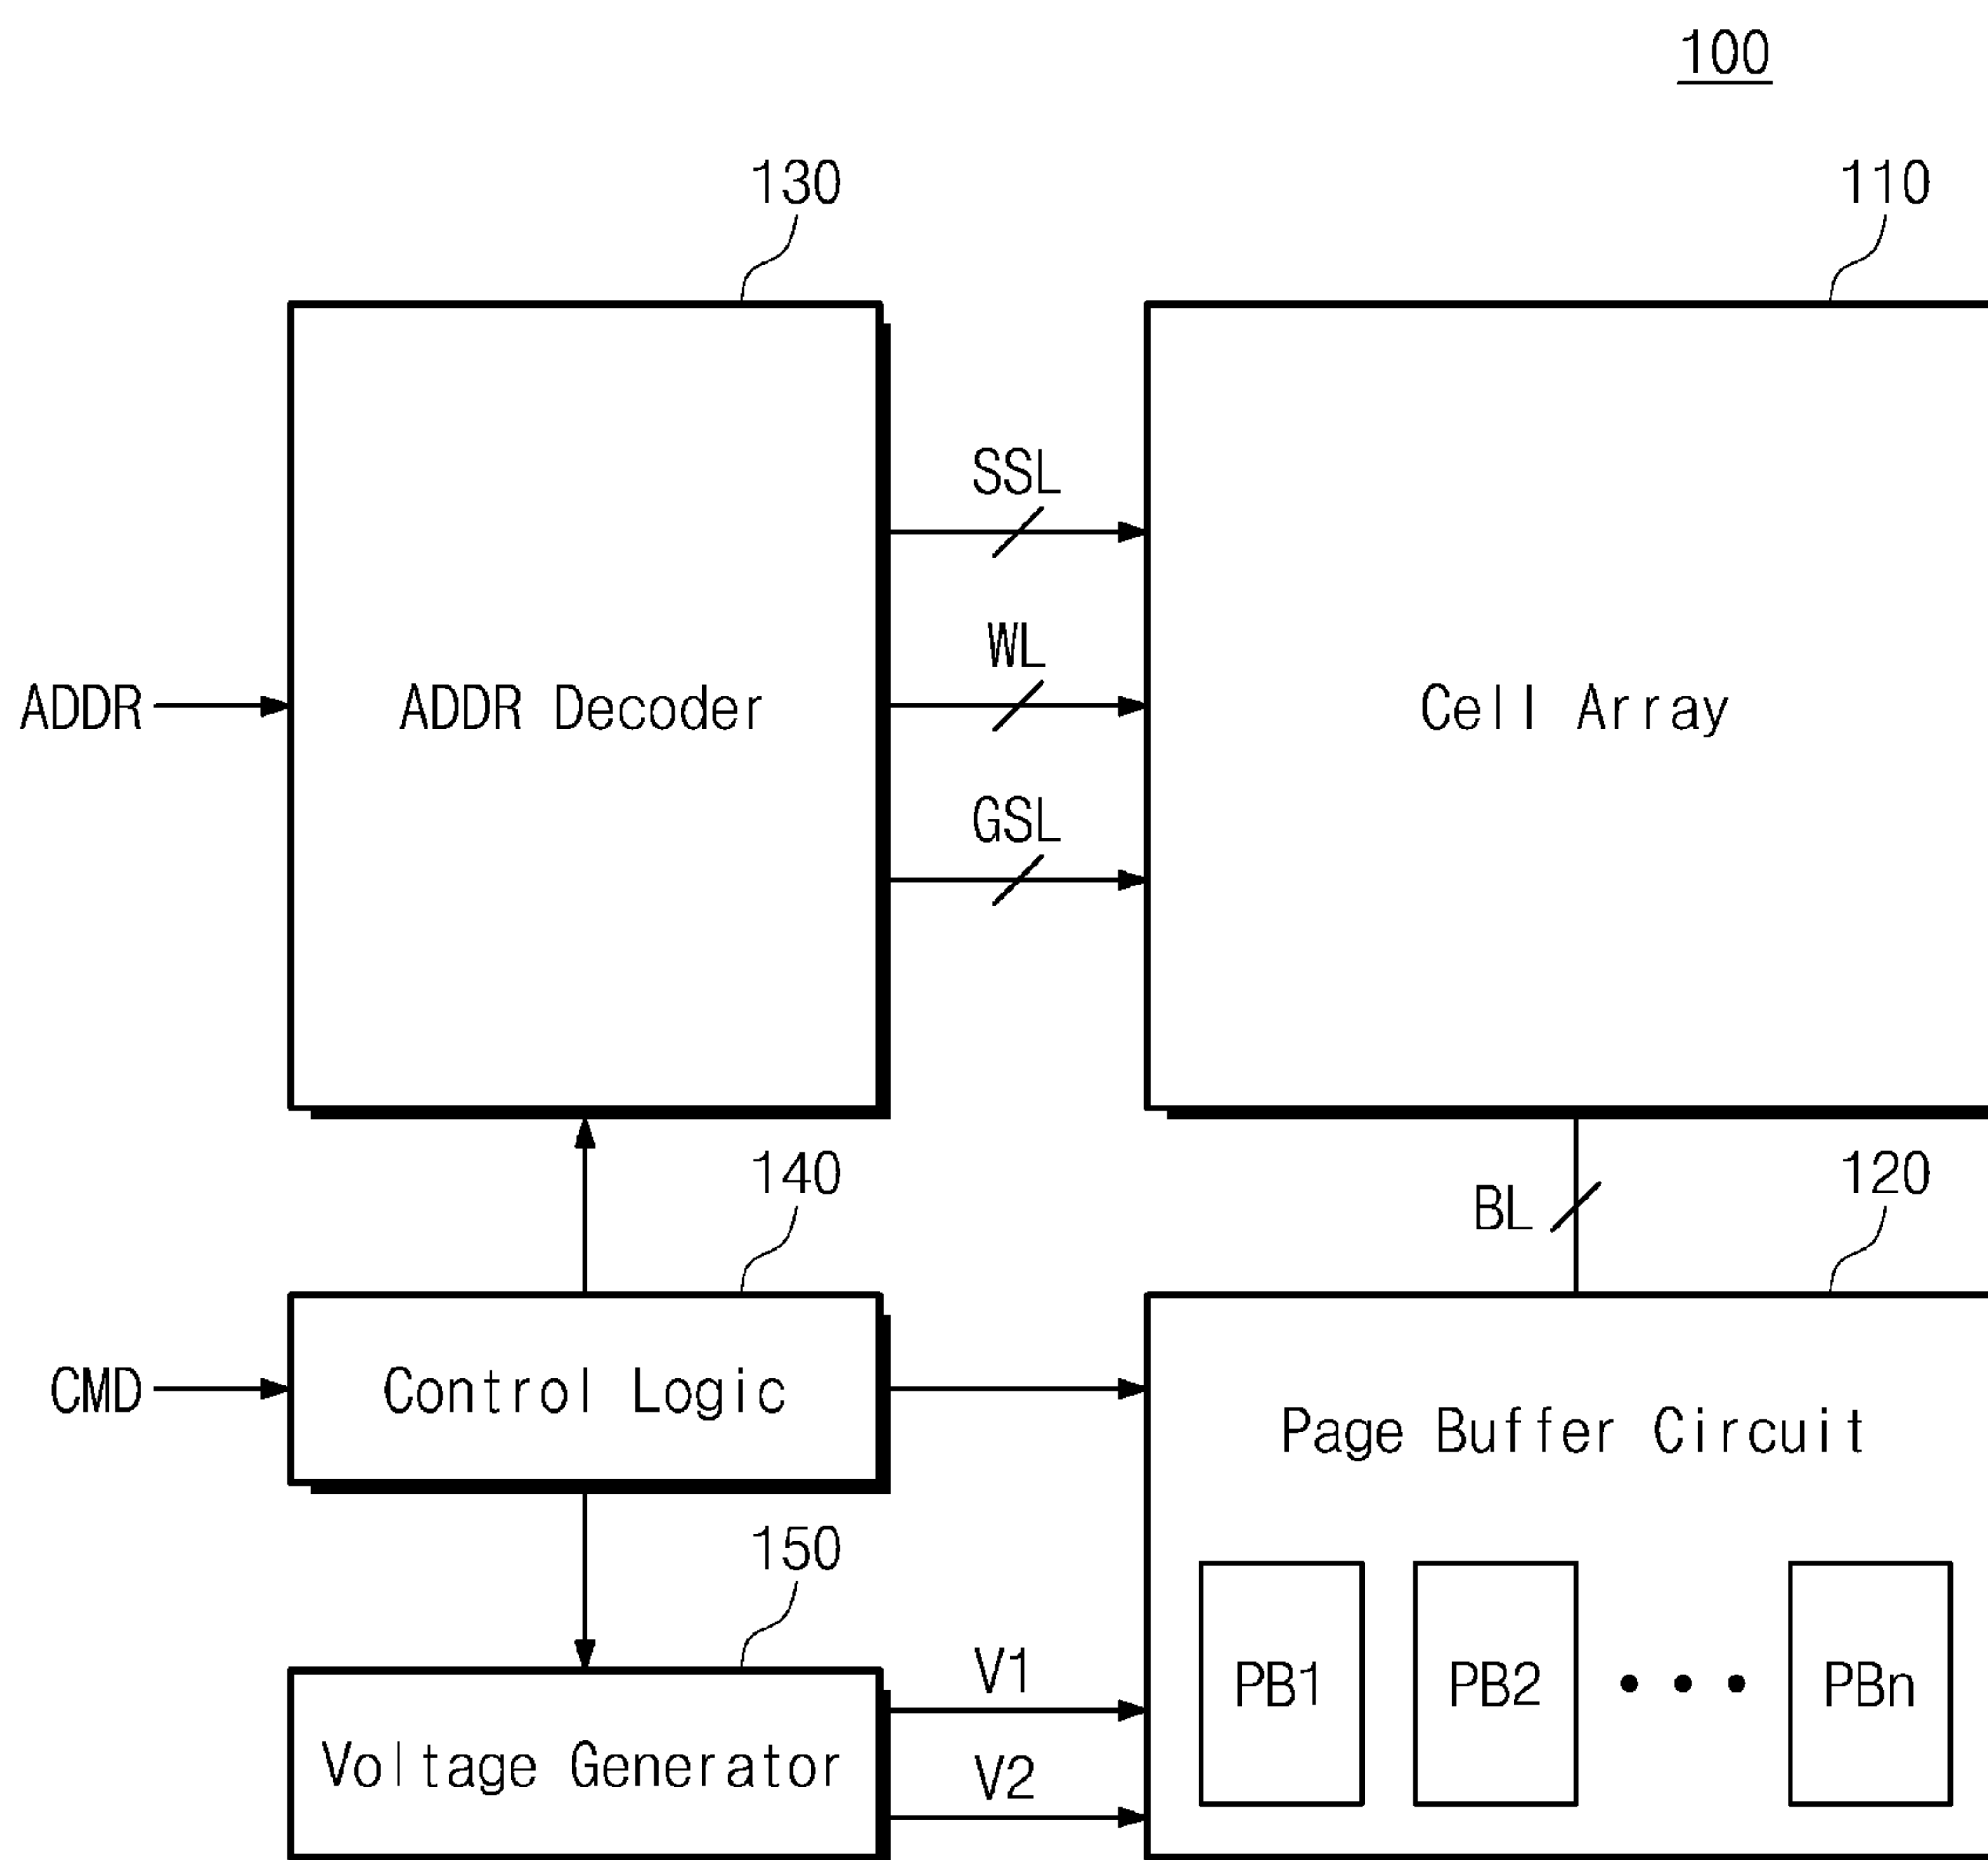 100
130
110
SSL
WL
ADDR
ADDR Decoder
Cell Array
GSL
140
120
BL
CMD
Control Logic
Page Buffer Circuit
150
PB1
PB2
• • •
PBn
V1
Voltage Generator
V2